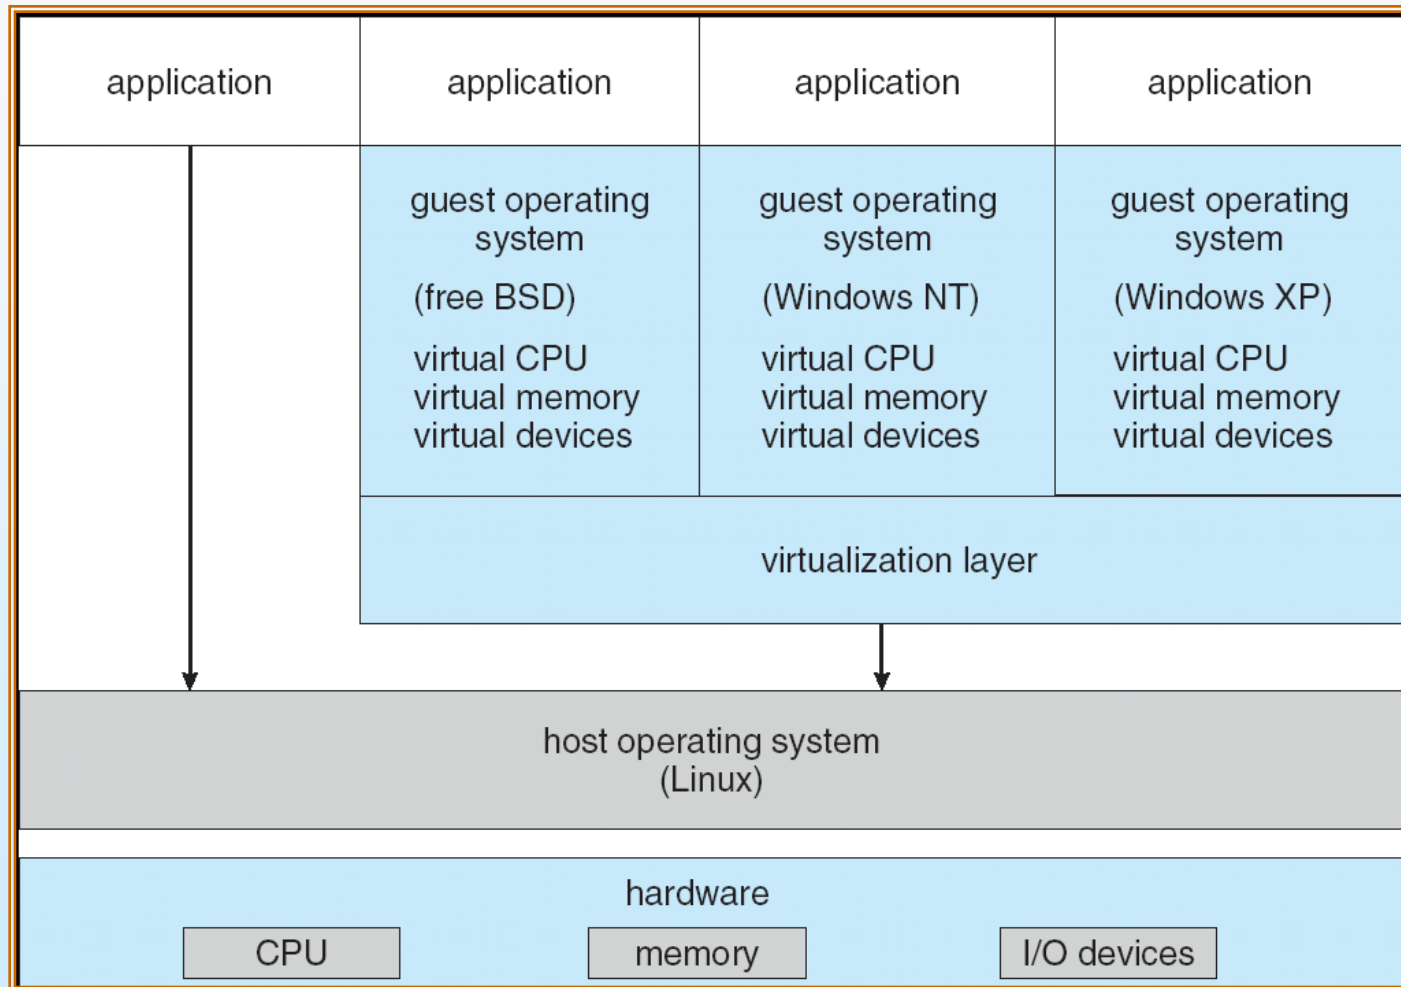 application
application
application
application
guest operating
system
(free BSD)
virtual CPU
virtual memory
virtual devices
guest operating
system
(Windows NT)
virtual CPU
virtual memory
virtual devices
guest operating
system
(Windows XP)
virtual CPU
virtual memory
virtual devices
virtualization layer
host operating system
(Linux)
hardware
CPU
memory
I/O devices